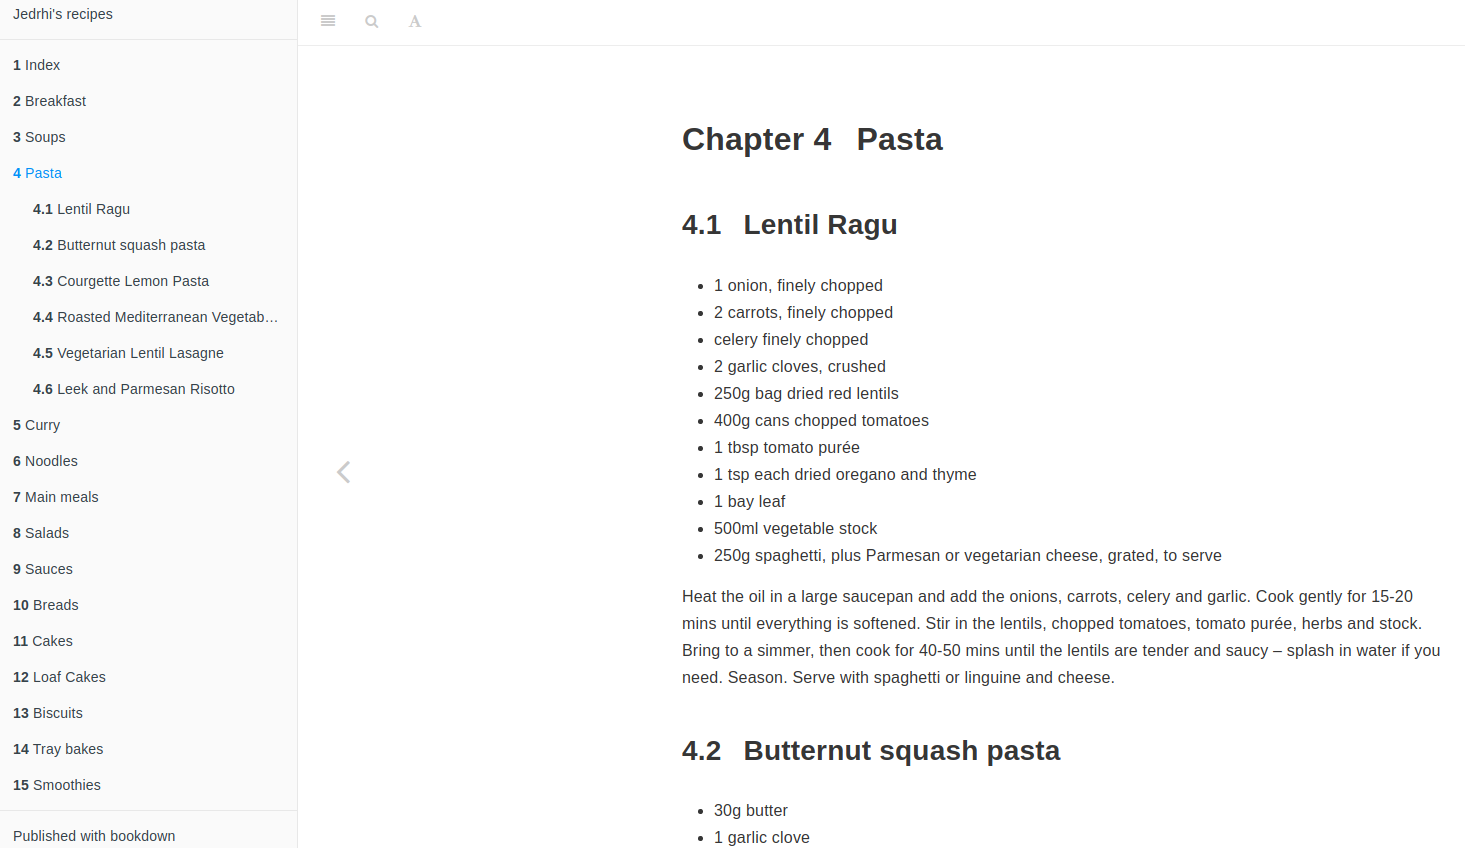 Jedrhi's recipes
1 Index
2 Breakfast
3 Soups
4 Pasta
4.1 Lentil Ragu
4.2 Butternut squash pasta
4.3 Courgette Lemon Pasta
4.4 Roasted Mediterranean Vegetab…
4.5 Vegetarian Lentil Lasagne
4.6 Leek and Parmesan Risotto
5 Curry
6 Noodles
7 Main meals
8 Salads
9 Sauces
10 Breads
11 Cakes
12 Loaf Cakes
13 Biscuits
14 Tray bakes
15 Smoothies
Published with bookdown
A
Chapter 4 Pasta
4.1 Lentil Ragu
• 1 onion, finely chopped
• 2 carrots, finely chopped
• celery finely chopped
• 2 garlic cloves, crushed
• 250g bag dried red lentils
• 400g cans chopped tomatoes
• 1 tbsp tomato purée
• 1 tsp each dried oregano and thyme
• 1 bay leaf
• 500ml vegetable stock
• 250g spaghetti, plus Parmesan or vegetarian cheese, grated, to serve
Heat the oil in a large saucepan and add the onions, carrots, celery and garlic. Cook gently for 15-20
mins until everything is softened. Stir in the lentils, chopped tomatoes, tomato purée, herbs and stock.
Bring to a simmer, then cook for 40-50 mins until the lentils are tender and saucy – splash in water if you
need. Season. Serve with spaghetti or linguine and cheese.
4.2 Butternut squash pasta
• 30g butter
• 1 garlic clove